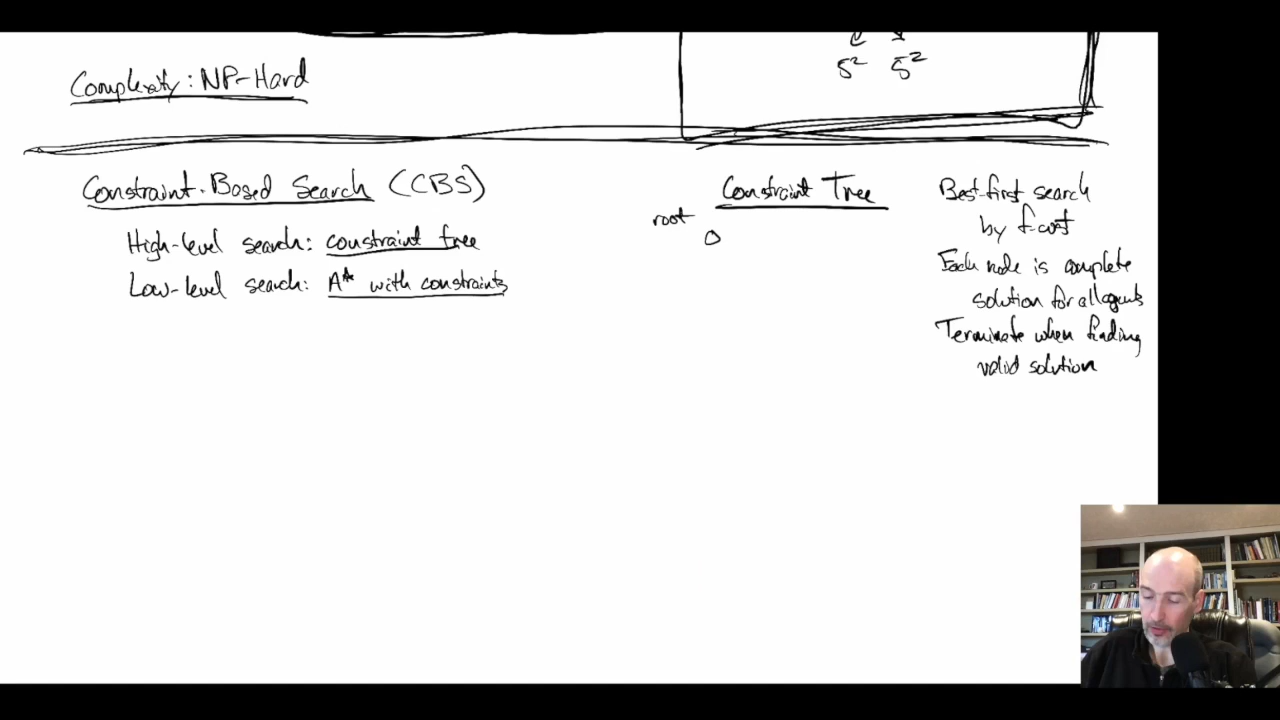 5² 5²
Complexity: NP-Hard
Constraint-Based Search (CBS)
High-level search: constraint tree
Low-level search: A* with constraints
Constraint Tree
root
Best-first search
by f-cost
Each node is complete
solution for all agents
Terminate when finding
valid solution